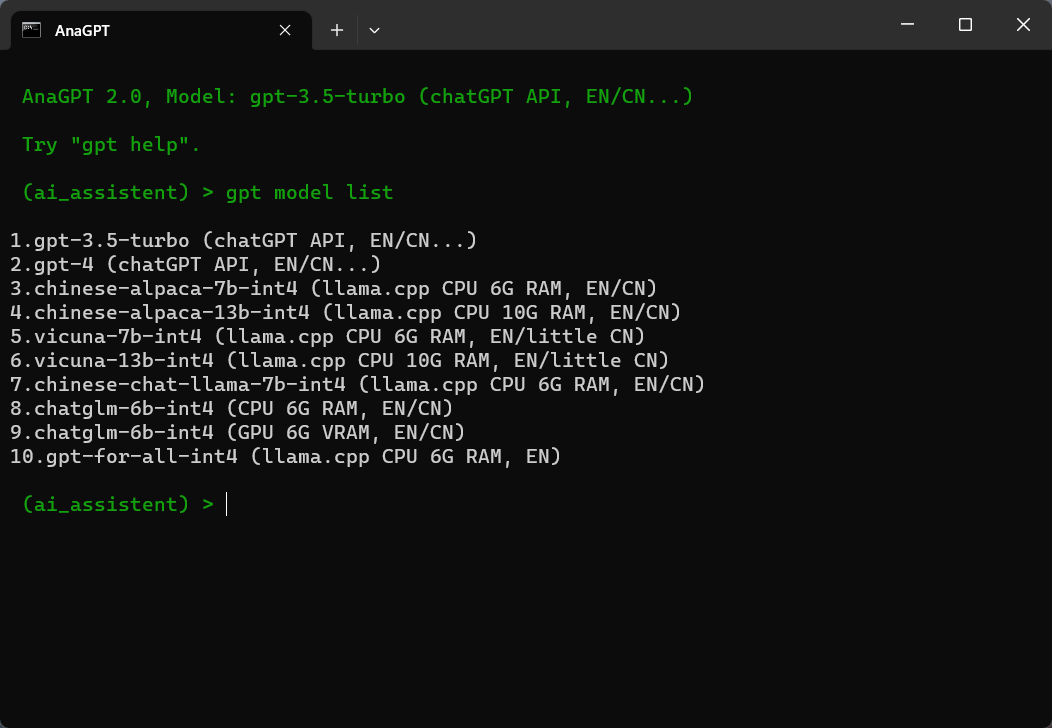 AnaGPT
AnaGPT 2.0, Model: gpt-3.5-turbo (chatGPT API, EN/CN...)
Try "gpt help".
(ai_assistent) > gpt model list
1.gpt-3.5-turbo (chatGPT API, EN/CN...)
2.gpt-4 (chatGPT API, EN/CN...)
3.chinese-alpaca-7b-int4 (llama.cpp CPU 6G RAM, EN/CN)
4.chinese-alpaca-13b-int4 (llama.cpp CPU 10G RAM, EN/CN)
5.vicuna-7b-int4 (llama.cpp CPU 6G RAM, EN/little CN)
6.vicuna-13b-int4 (llama.cpp CPU 10G RAM, EN/little CN)
7.chinese-chat-llama-7b-int4 (llama.cpp CPU 6G RAM, EN/CN)
8.chatglm-6b-int4 (CPU 6G RAM, EN/CN)
9.chatglm-6b-int4 (GPU 6G VRAM, EN/CN)
10.gpt-for-all-int4 (llama.cpp CPU 6G RAM, EN)
(ai_assistent) >